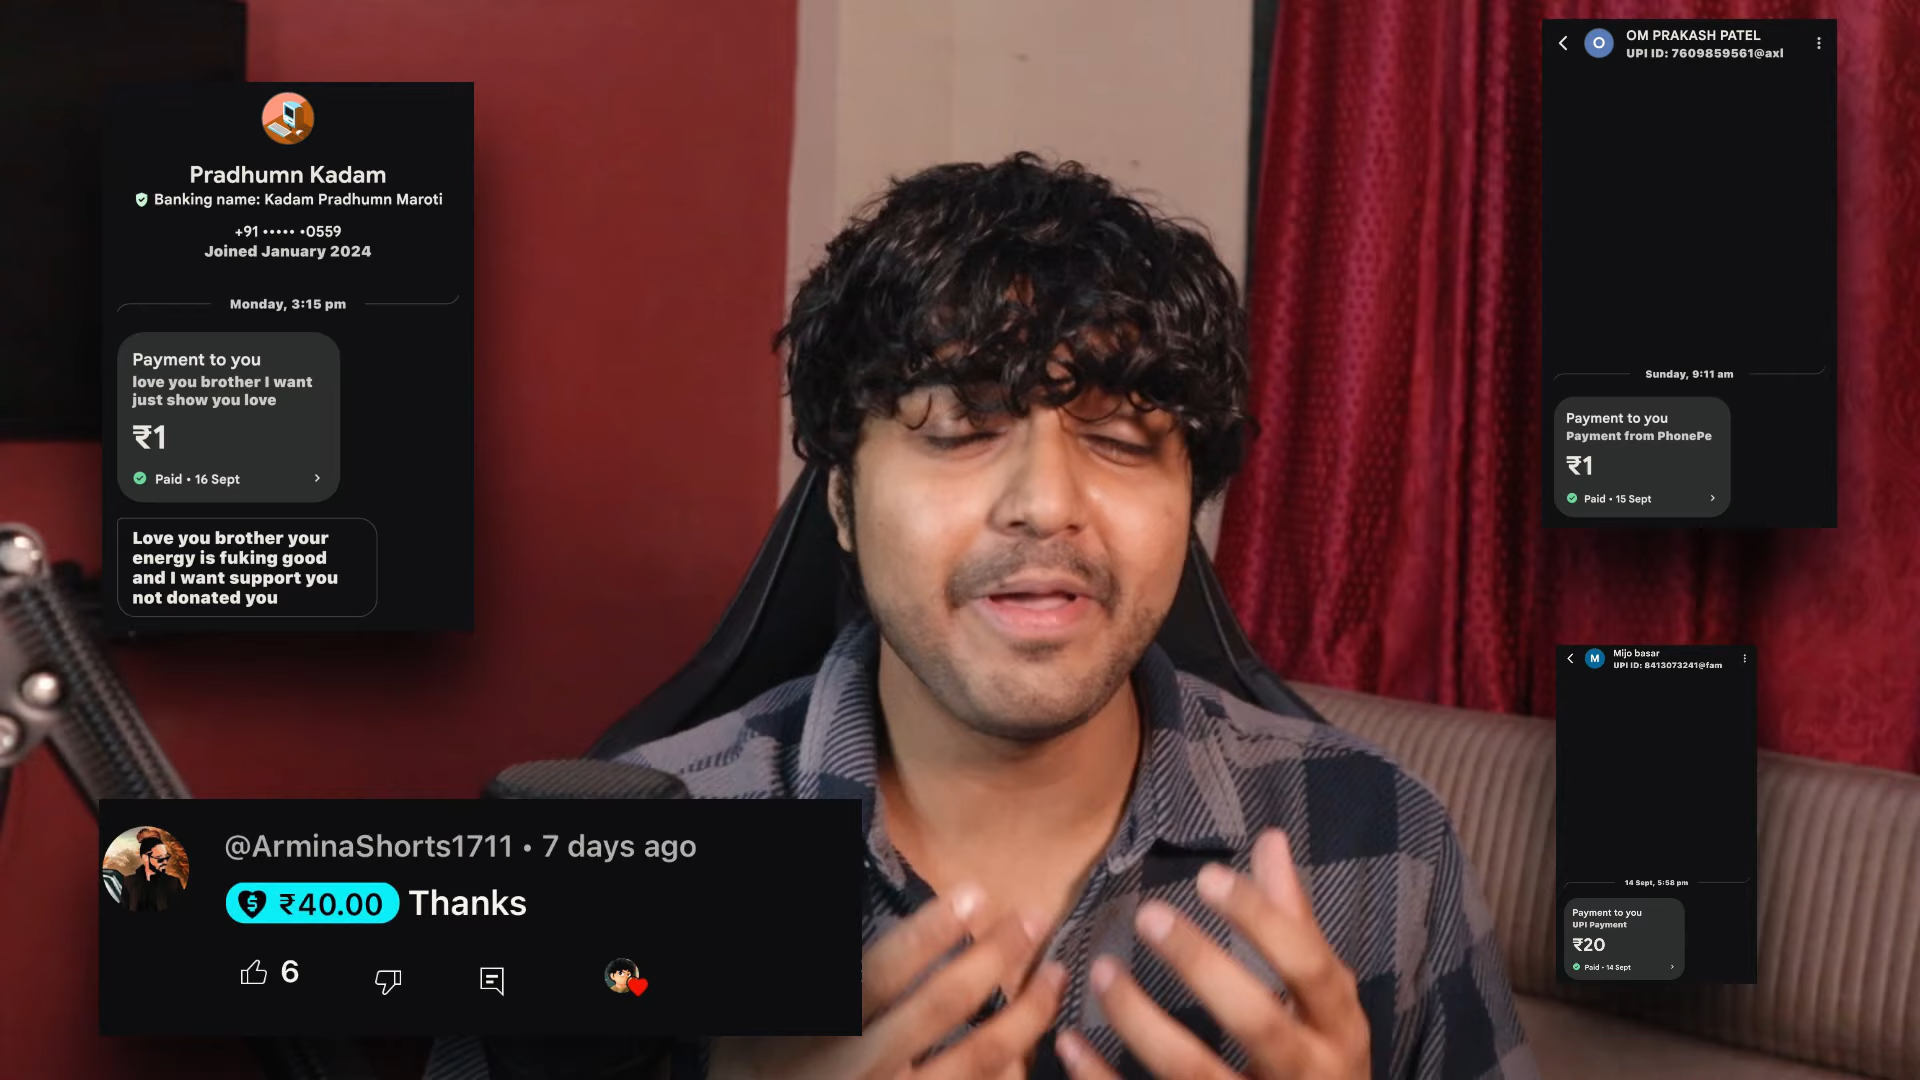 Pradhumn Kadam
Banking name: Kadam Pradhumn Maroti
+91 ••••• •0559
Joined January 2024
Monday, 3:15 pm
Payment to you
love you brother I want
just show you love
₹1
Paid • 16 Sept
Love you brother your
energy is fuking good
and I want support you
not donated you
@ArminaShorts1711 • 7 days ago
₹40.00 Thanks
6
O
OM PRAKASH PATEL
UPI ID: 7609859561@axl
Sunday, 9:11 am
Payment to you
Payment from PhonePe
₹1
Paid • 15 Sept
M
Mijo basar
UPI ID: 8413073241@fam
14 Sept, 5:58 pm
Payment to you
UPI Payment
₹20
Paid • 14 Sept